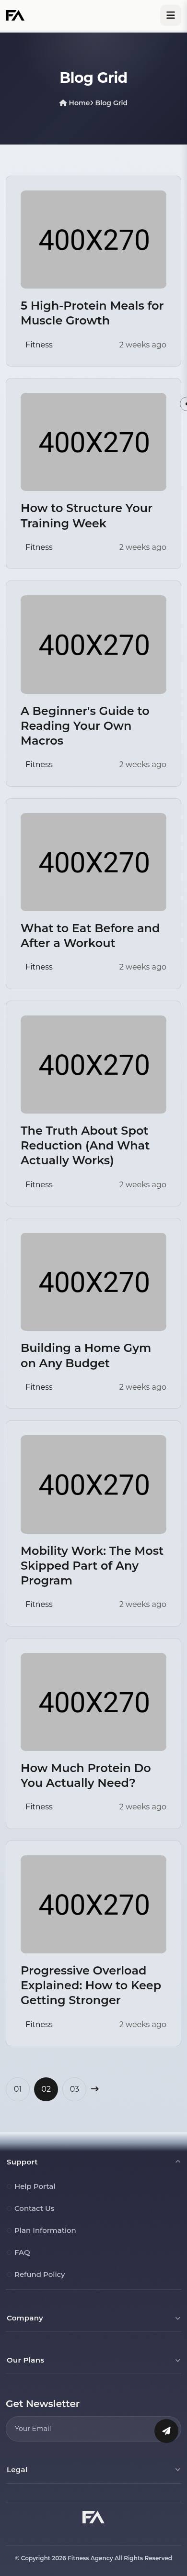 FA
Blog Grid
Home
Blog Grid
400X270
5 High-Protein Meals for
Muscle Growth
Fitness
2 weeks ago
400X270
How to Structure Your
Training Week
Fitness
2 weeks ago
400X270
A Beginner's Guide to
Reading Your Own
Macros
Fitness
2 weeks ago
400X270
What to Eat Before and
After a Workout
Fitness
2 weeks ago
400X270
The Truth About Spot
Reduction (And What
Actually Works)
Fitness
2 weeks ago
400X270
Building a Home Gym
on Any Budget
Fitness
2 weeks ago
400X270
Mobility Work: The Most
Skipped Part of Any
Program
Fitness
2 weeks ago
400X270
How Much Protein Do
You Actually Need?
Fitness
2 weeks ago
400X270
Progressive Overload
Explained: How to Keep
Getting Stronger
Fitness
2 weeks ago
01
02
03
Support
Help Portal
Contact Us
Plan Information
FAQ
Refund Policy
Company
Our Plans
Get Newsletter
Your Email
Legal
FA
© Copyright 2026 Fitness Agency All Rights Reserved